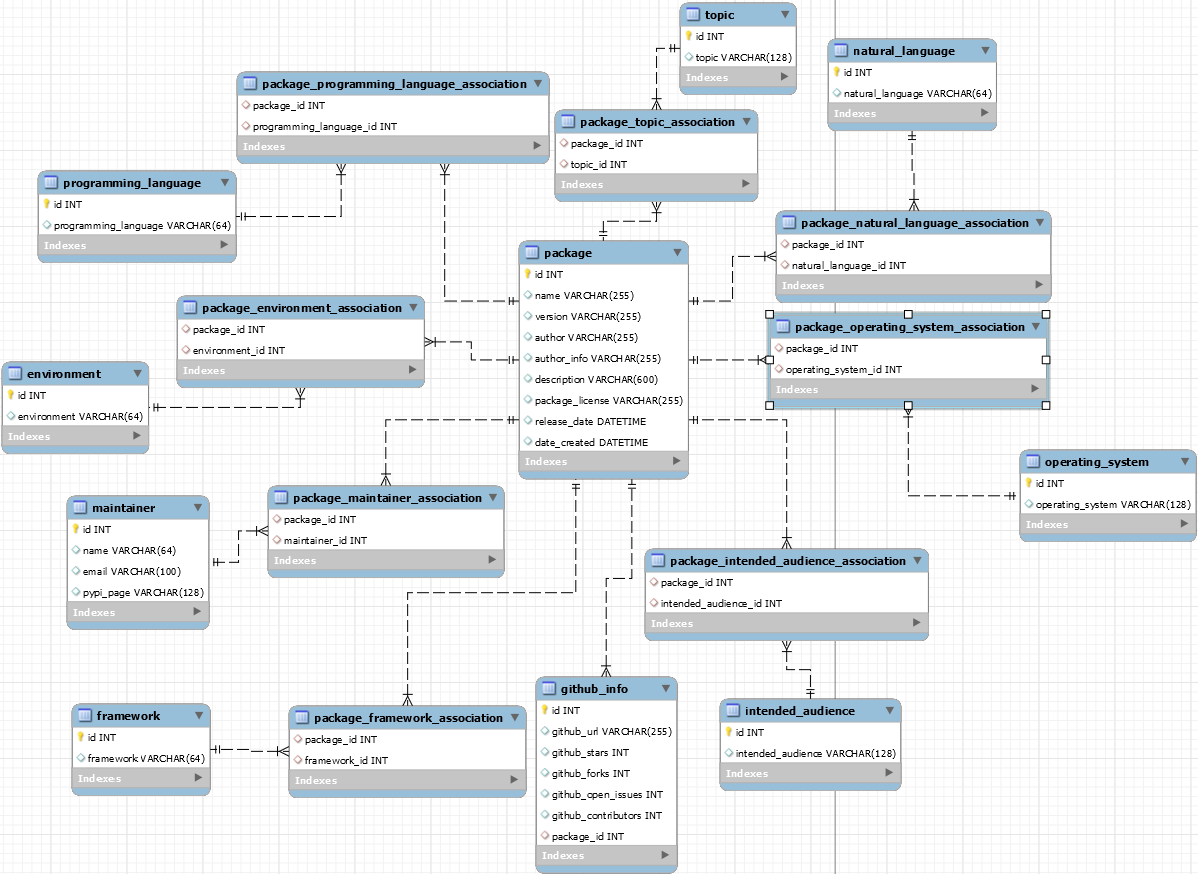 topic
id INT
topic VARCHAR(128)
Indexes
natural_language
id INT
natural_language VARCHAR(64)
Indexes
package_programming_language_association
package_id INT
programming_language_id INT
Indexes
package_topic_association
package_id INT
topic_id INT
Indexes
programming_language
id INT
programming_language VARCHAR(64)
Indexes
package_natural_language_association
package_id INT
natural_language_id INT
Indexes
package
id INT
name VARCHAR(255)
version VARCHAR(255)
author VARCHAR(255)
author_info VARCHAR(255)
description VARCHAR(600)
package_license VARCHAR(255)
release_date DATETIME
date_created DATETIME
Indexes
package_environment_association
package_id INT
environment_id INT
Indexes
package_operating_system_association
package_id INT
operating_system_id INT
Indexes
environment
id INT
environment VARCHAR(64)
Indexes
operating_system
id INT
operating_system VARCHAR(128)
Indexes
package_maintainer_association
package_id INT
maintainer_id INT
Indexes
maintainer
id INT
name VARCHAR(64)
email VARCHAR(100)
pypi_page VARCHAR(128)
Indexes
package_intended_audience_association
package_id INT
intended_audience_id INT
Indexes
github_info
id INT
github_url VARCHAR(255)
github_stars INT
github_forks INT
github_open_issues INT
github_contributors INT
package_id INT
Indexes
intended_audience
id INT
intended_audience VARCHAR(128)
Indexes
framework
id INT
framework VARCHAR(64)
Indexes
package_framework_association
package_id INT
framework_id INT
Indexes